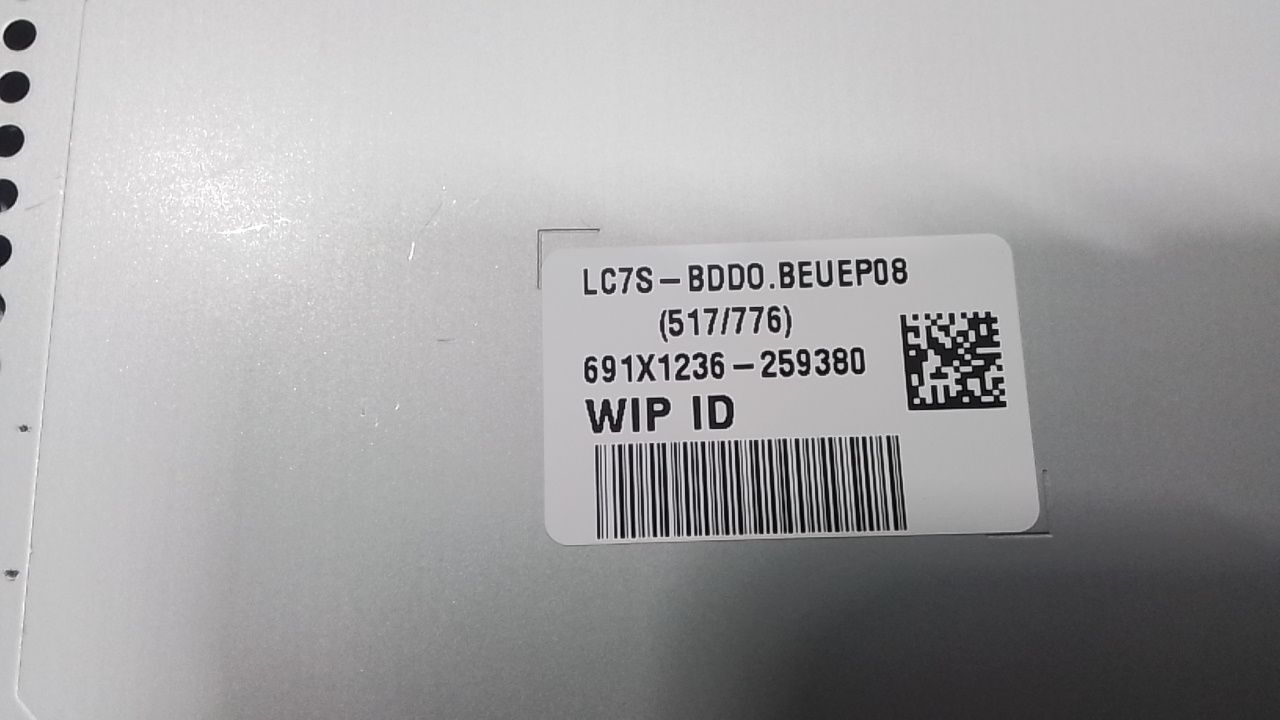 LC7S-BDD0.BEUEP08
(517/776)
691X1236-259380
WIP ID